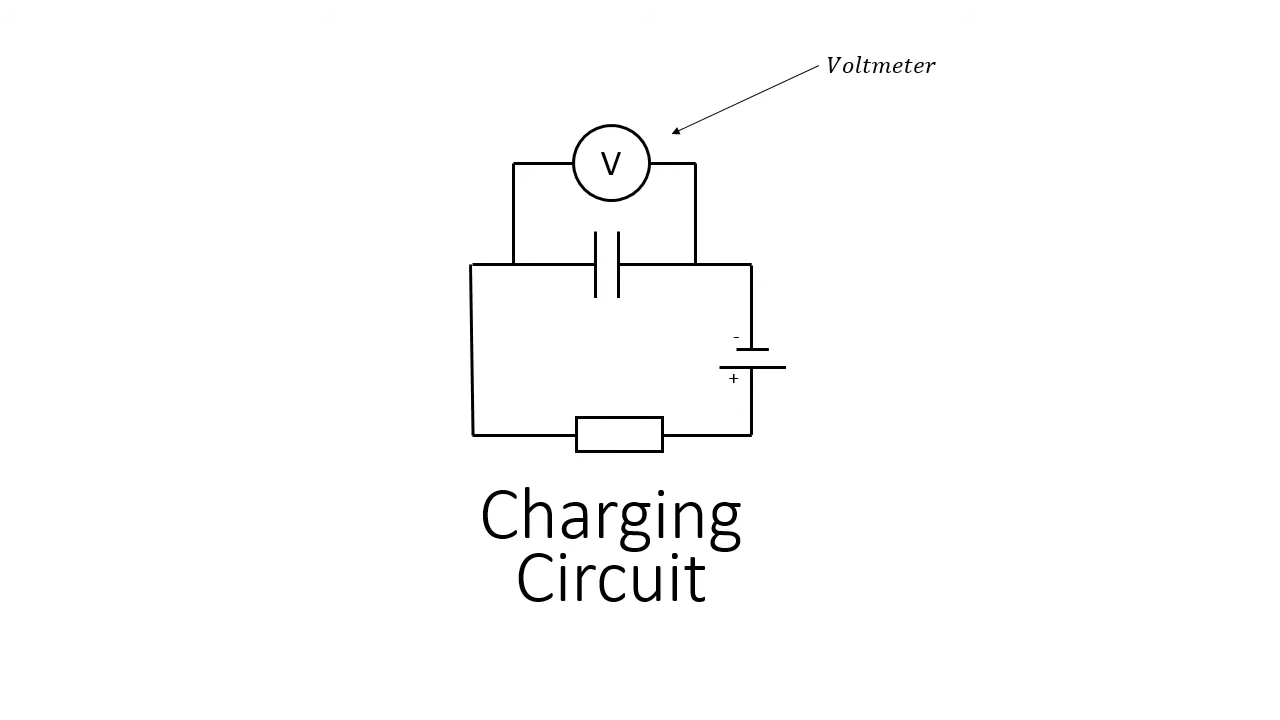 Voltmeter
V
-
+
Charging
Circuit